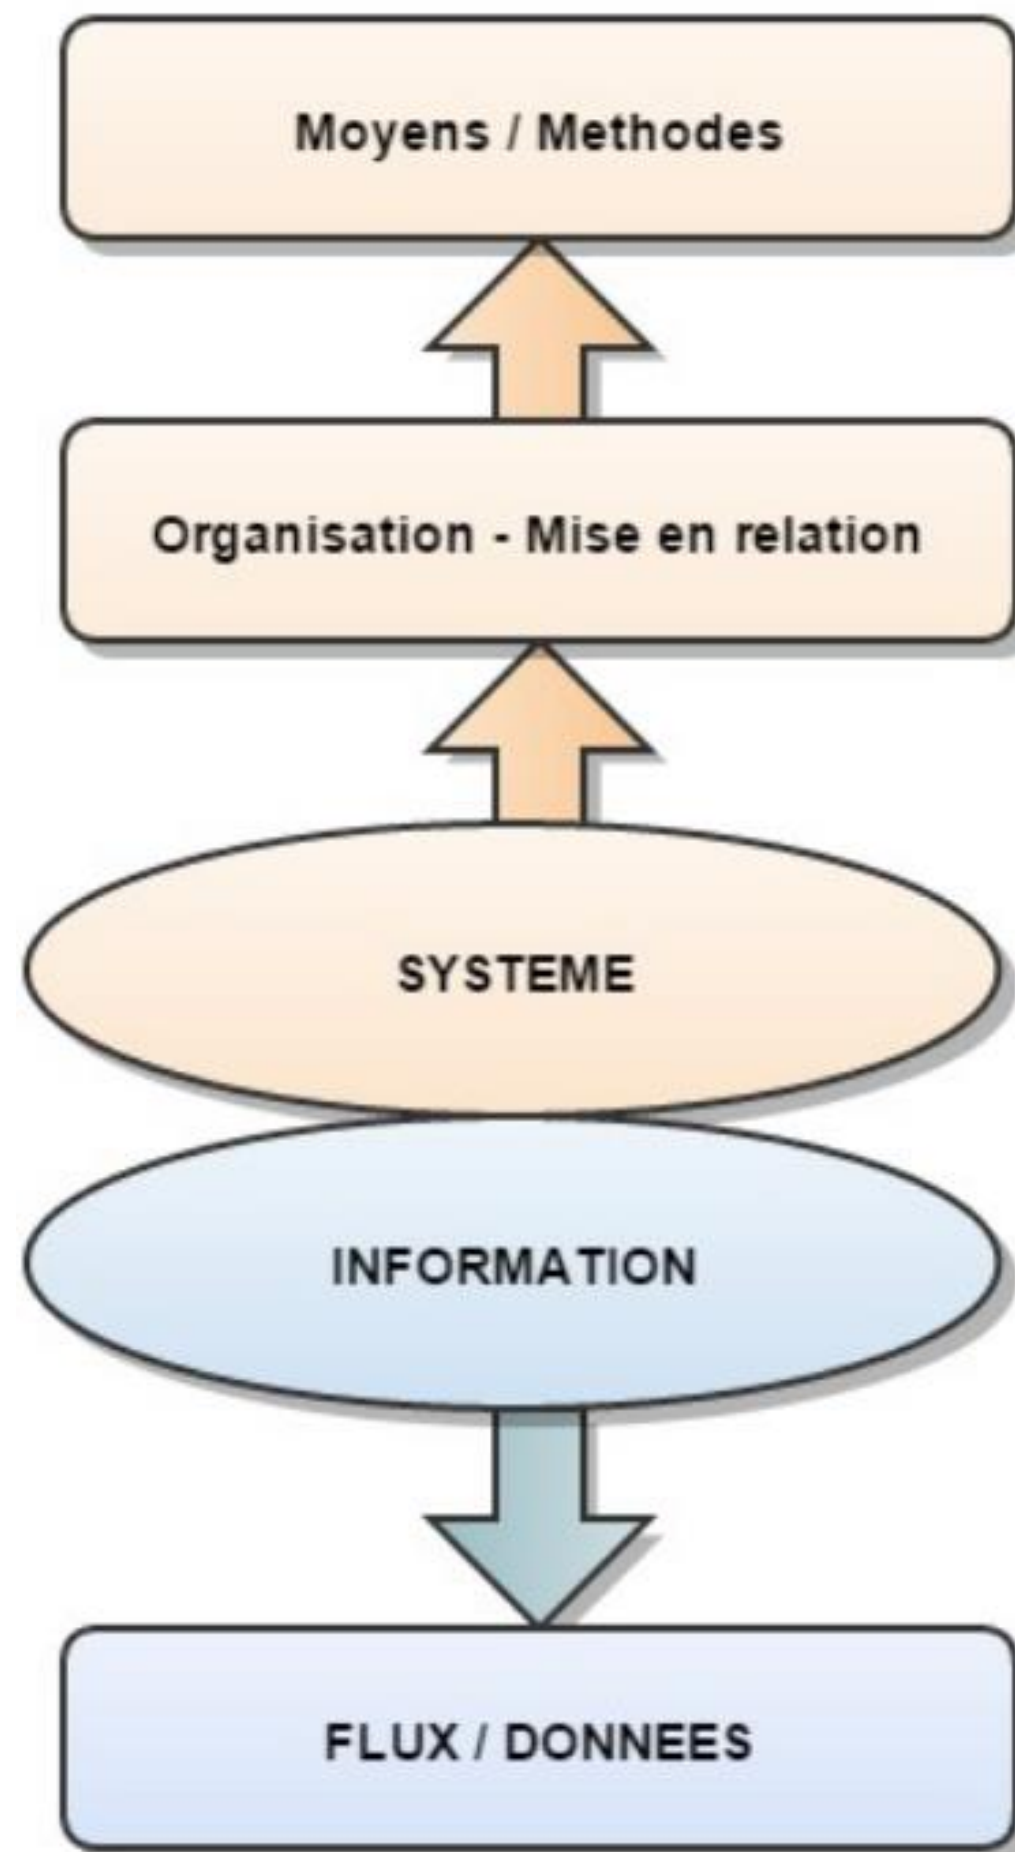 Moyens / Methodes
Organisation - Mise en relation
SYSTEME
INFORMATION
FLUX / DONNEES